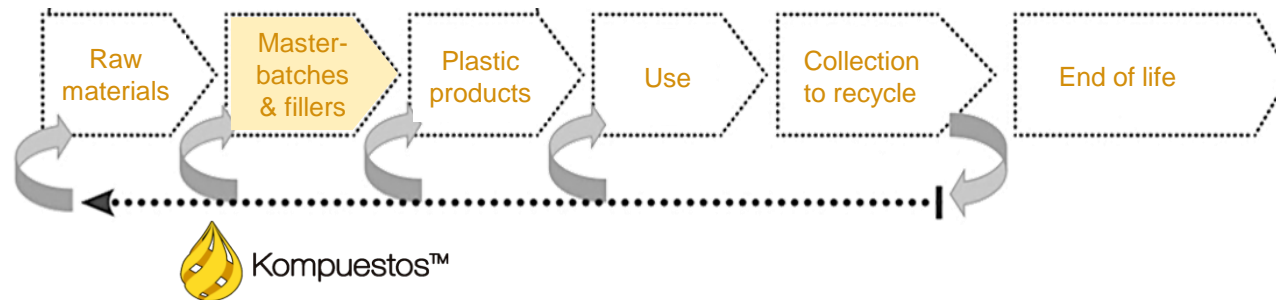 Raw
materials
Master-
batches
& fillers
Plastic
products
Use
Collection
to recycle
End of life
Kompuestos™